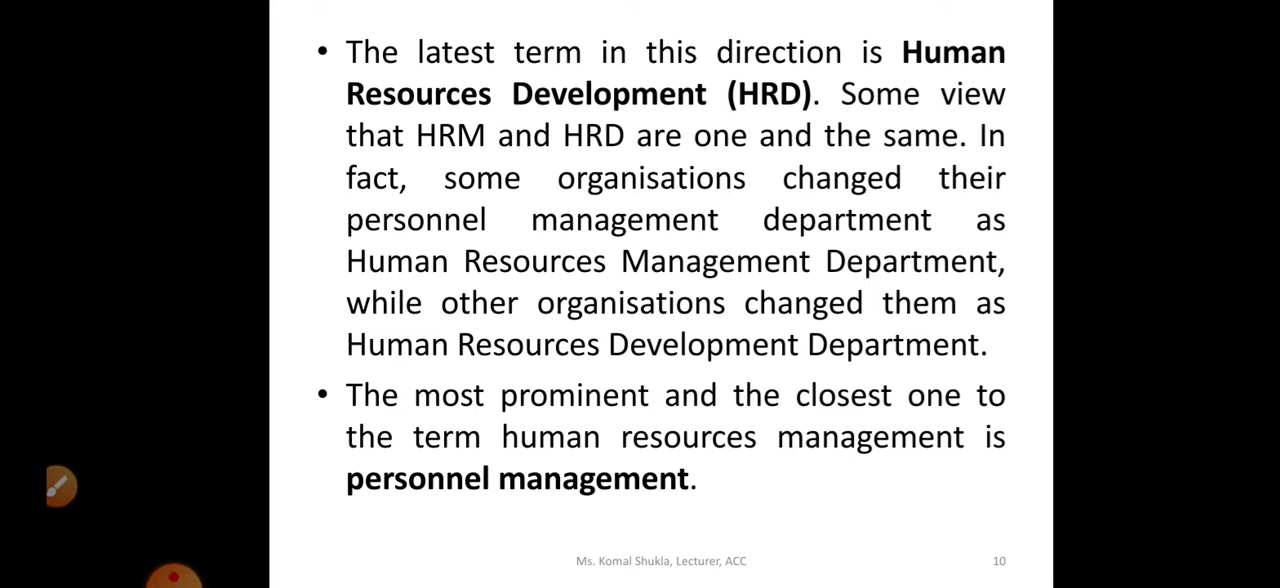 • The latest term in this direction is Human
Resources Development (HRD). Some view
that HRM and HRD are one and the same. In
fact, some organisations changed their
personnel management department as
Human Resources Management Department,
while other organisations changed them as
Human Resources Development Department.
• The most prominent and the closest one to
the term human resources management is
personnel management.
Ms. Komal Shukla, Lecturer, ACC
10